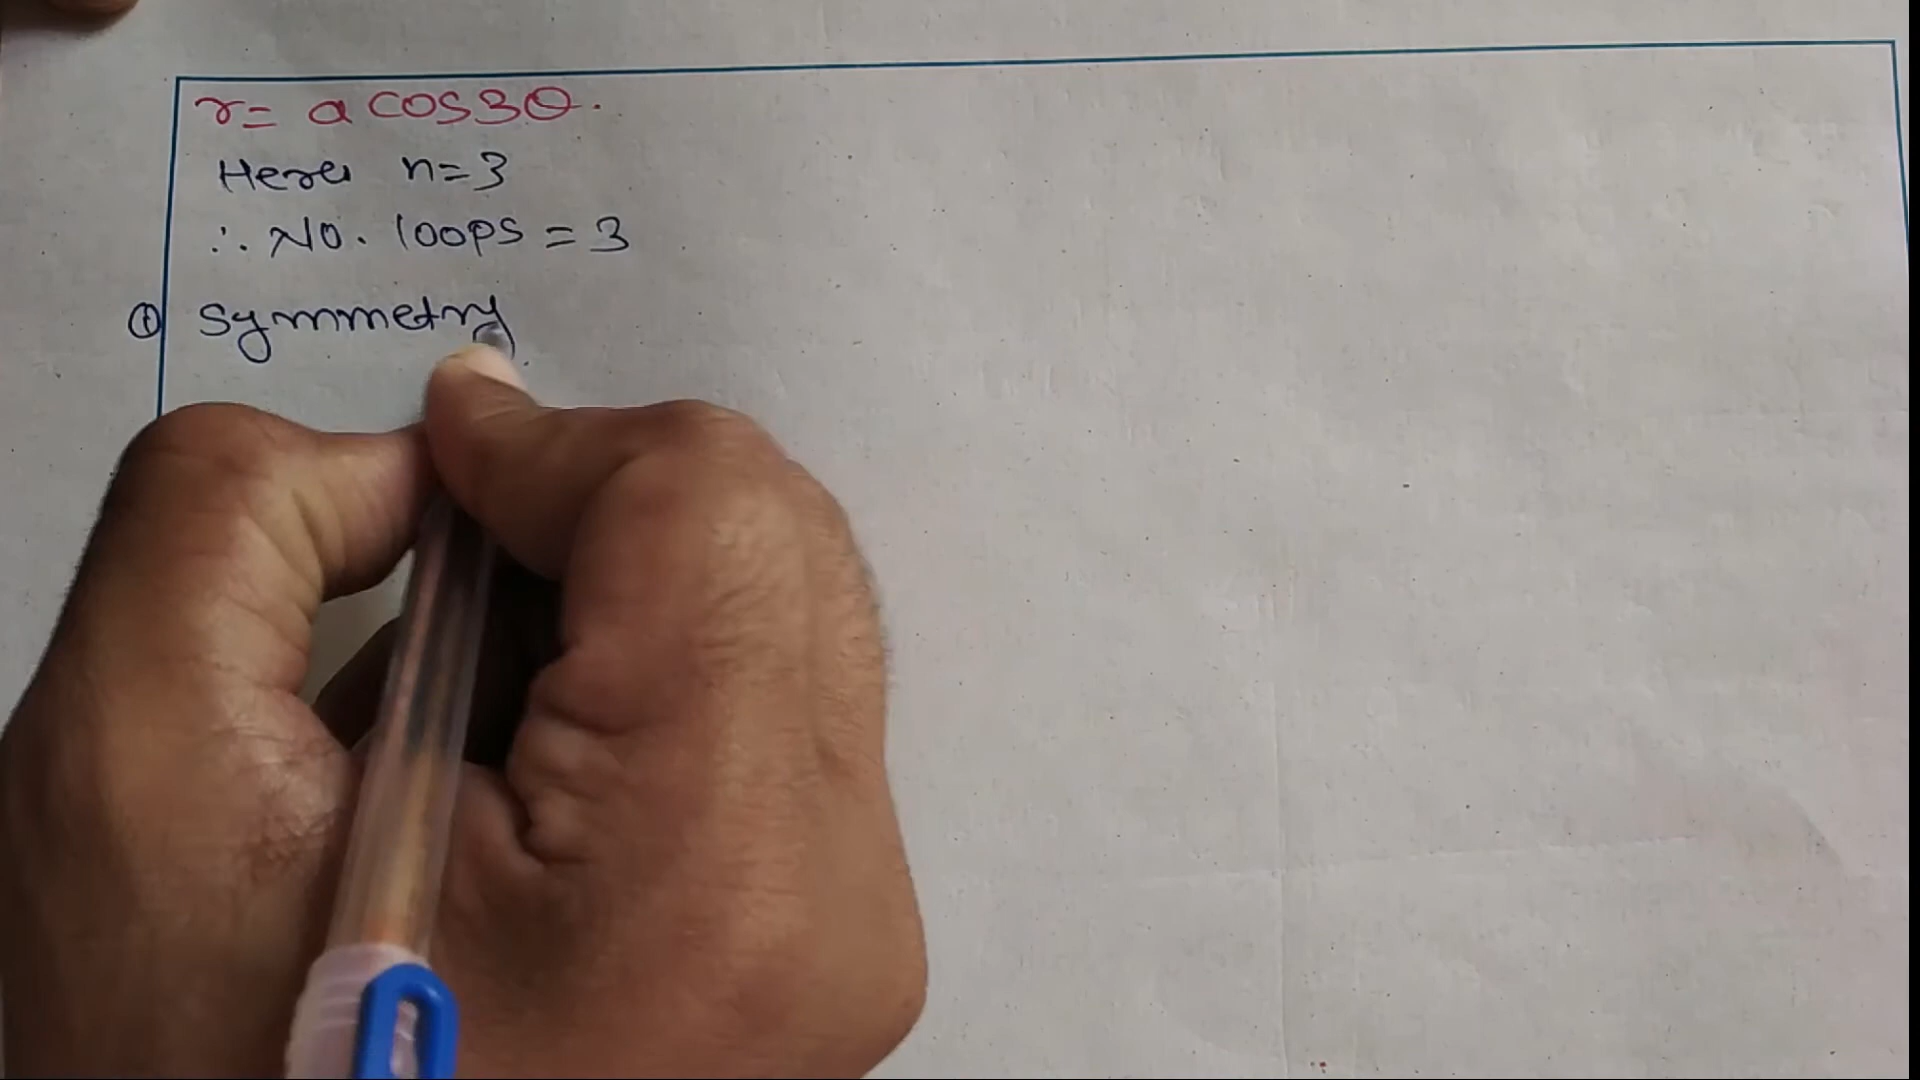 r = a cos3θ.
Here n=3
∴ No. loops = 3
① Symmetry